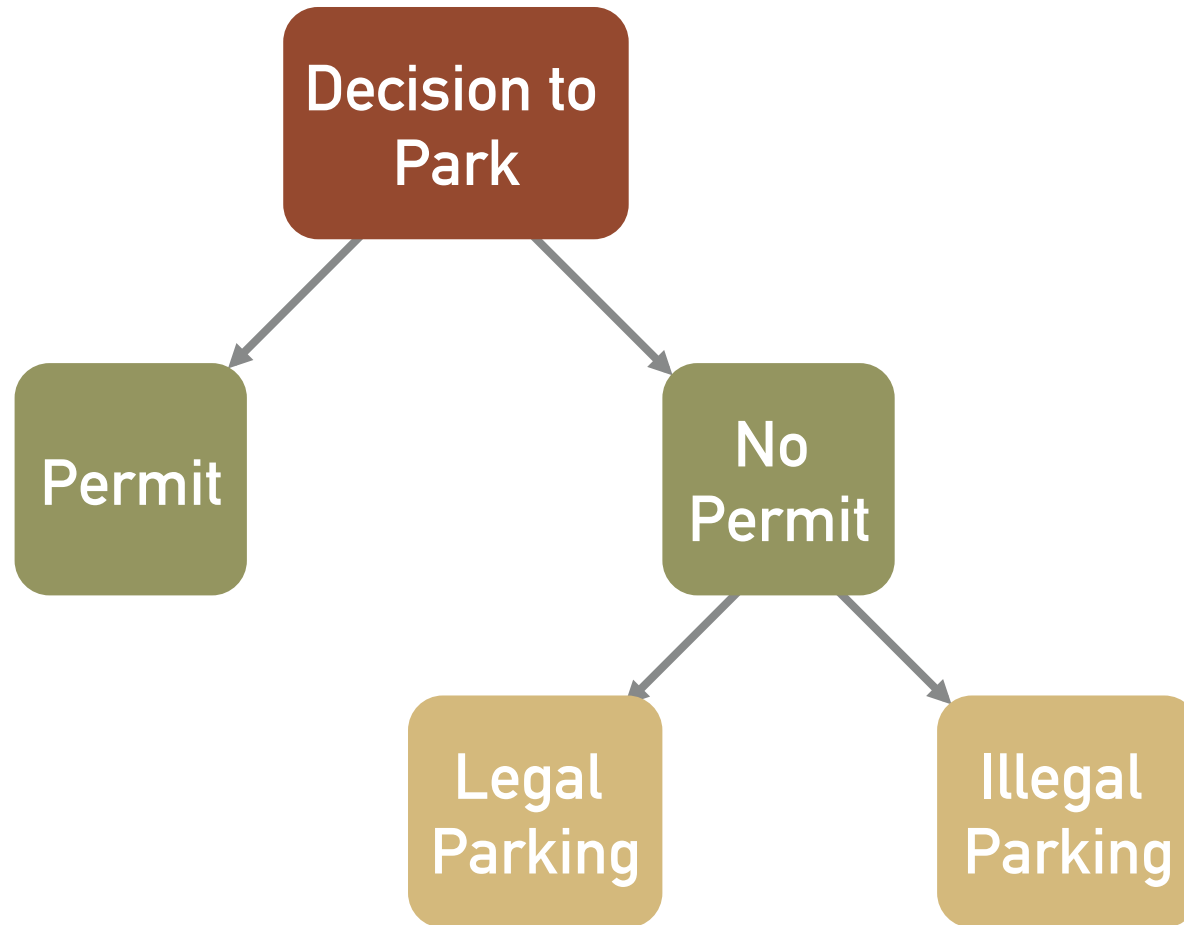 Decision to
Park
Permit
No
Permit
Legal
Parking
Illegal
Parking